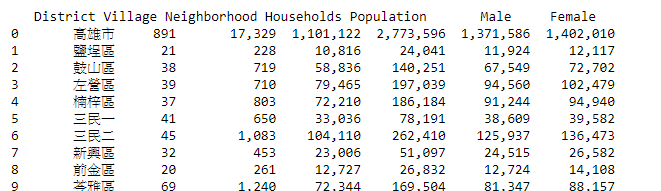 District Village Neighborhood Households Population Male Female
0 高雄市 891 17,329 1,101,122 2,773,596 1,371,586 1,402,010
1 鹽埕區 21 228 10,816 24,041 11,924 12,117
2 鼓山區 38 719 58,836 140,251 67,549 72,702
3 左營區 39 710 79,465 197,039 94,560 102,479
4 楠梓區 37 803 72,210 186,184 91,244 94,940
5 三民一 41 650 33,036 78,191 38,609 39,582
6 三民二 45 1,083 104,110 262,410 125,937 136,473
7 新興區 32 453 23,006 51,097 24,515 26,582
8 前金區 20 261 12,727 26,832 12,724 14,108
9 苓雅區 69 1,240 72,344 169,504 81,347 88,157